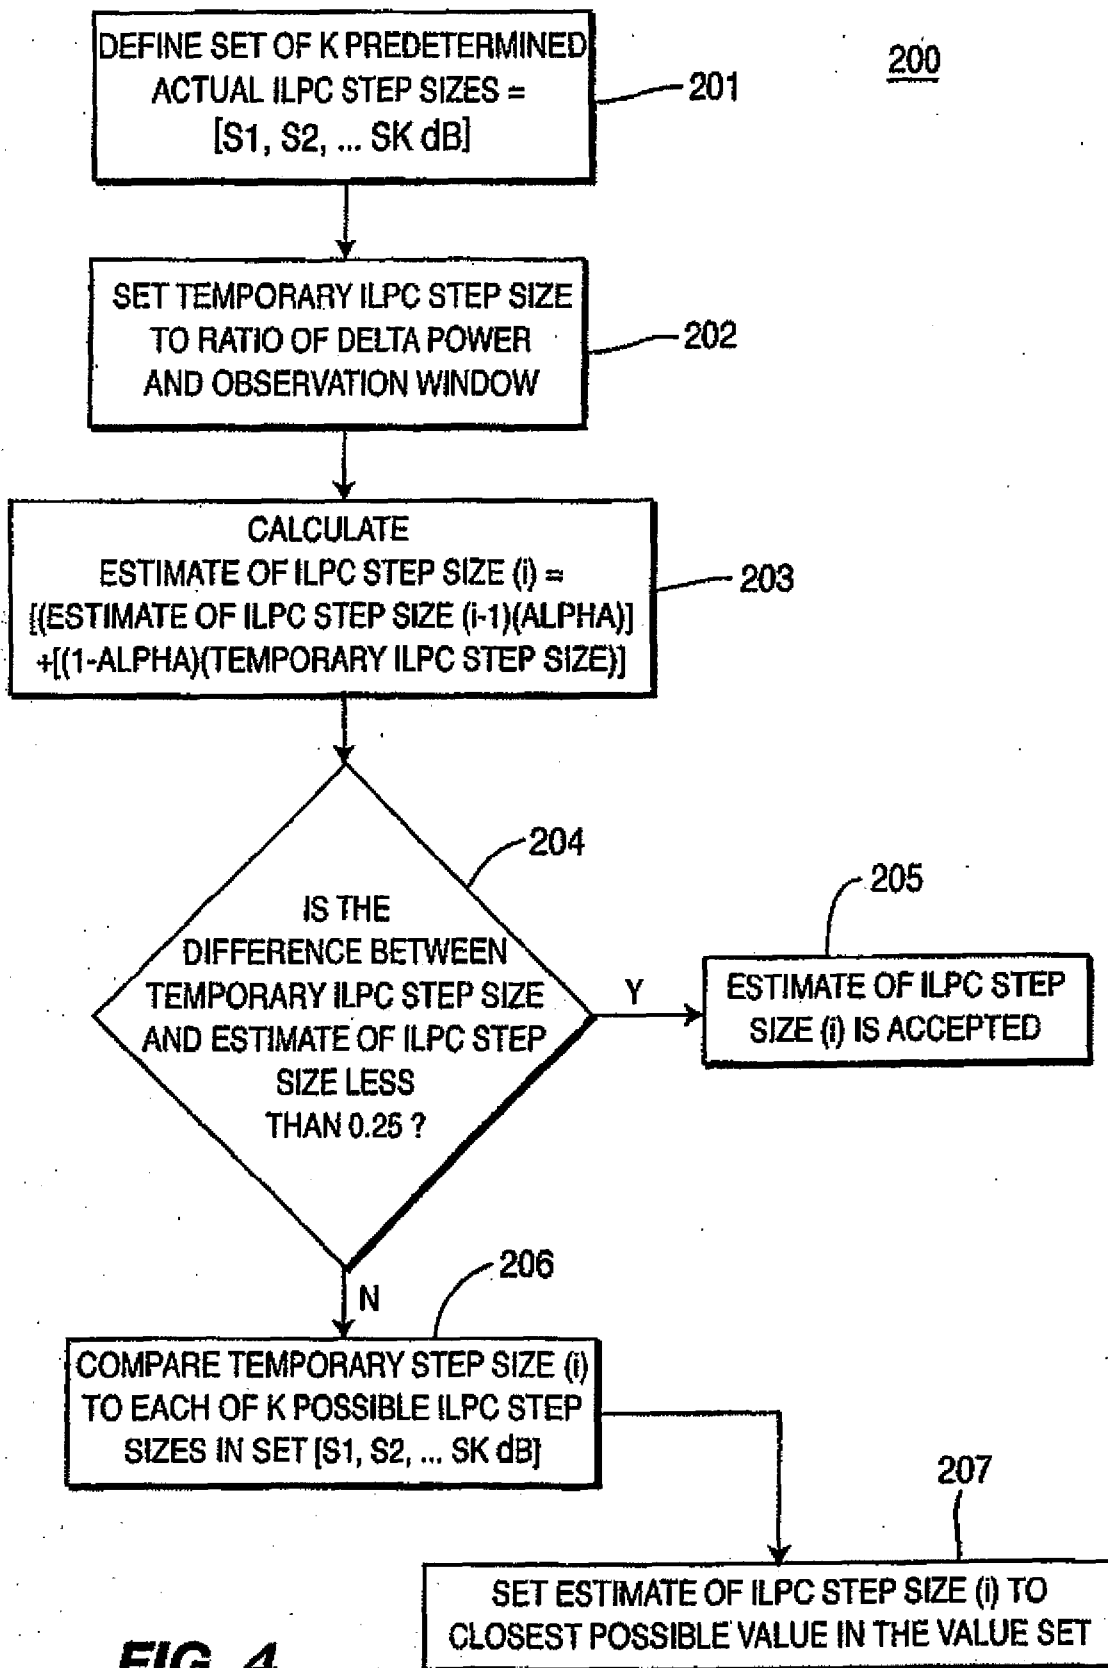 DEFINE SET OF K PREDETERMINED
ACTUAL ILPC STEP SIZES =
[S1, S2, ... SK dB]
201
200
SET TEMPORARY ILPC STEP SIZE
TO RATIO OF DELTA POWER
AND OBSERVATION WINDOW
202
CALCULATE
ESTIMATE OF ILPC STEP SIZE (i) =
[(ESTIMATE OF ILPC STEP SIZE (i-1)(ALPHA)]
+[(1-ALPHA)(TEMPORARY ILPC STEP SIZE)]
203
204
IS THE
DIFFERENCE BETWEEN
TEMPORARY ILPC STEP SIZE
AND ESTIMATE OF ILPC STEP
SIZE LESS
THAN 0.25 ?
Y
205
ESTIMATE OF ILPC STEP
SIZE (i) IS ACCEPTED
N
206
COMPARE TEMPORARY STEP SIZE (i)
TO EACH OF K POSSIBLE ILPC STEP
SIZES IN SET [S1, S2, ... SK dB]
207
SET ESTIMATE OF ILPC STEP SIZE (i) TO
CLOSEST POSSIBLE VALUE IN THE VALUE SET
FIG. 4